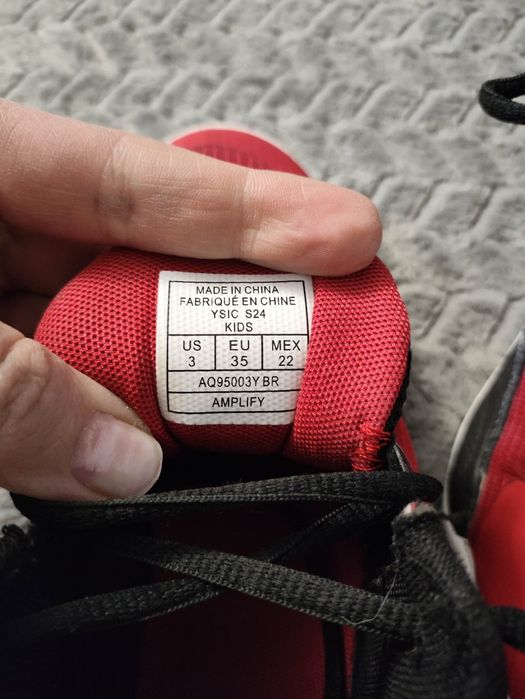 MADE IN CHINA
FABRIQUÉ EN CHINE
YSIC S24
KIDS
US EU MEX
3 35 22
AQ95003Y BR
AMPLIFY